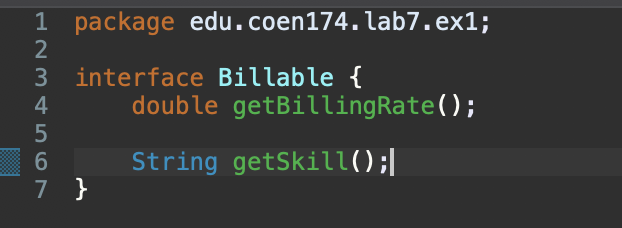 1 package edu.coen174.lab7.ex1;
2
3 interface Billable {
4     double getBillingRate();
5
6     String getSkill();
7 }